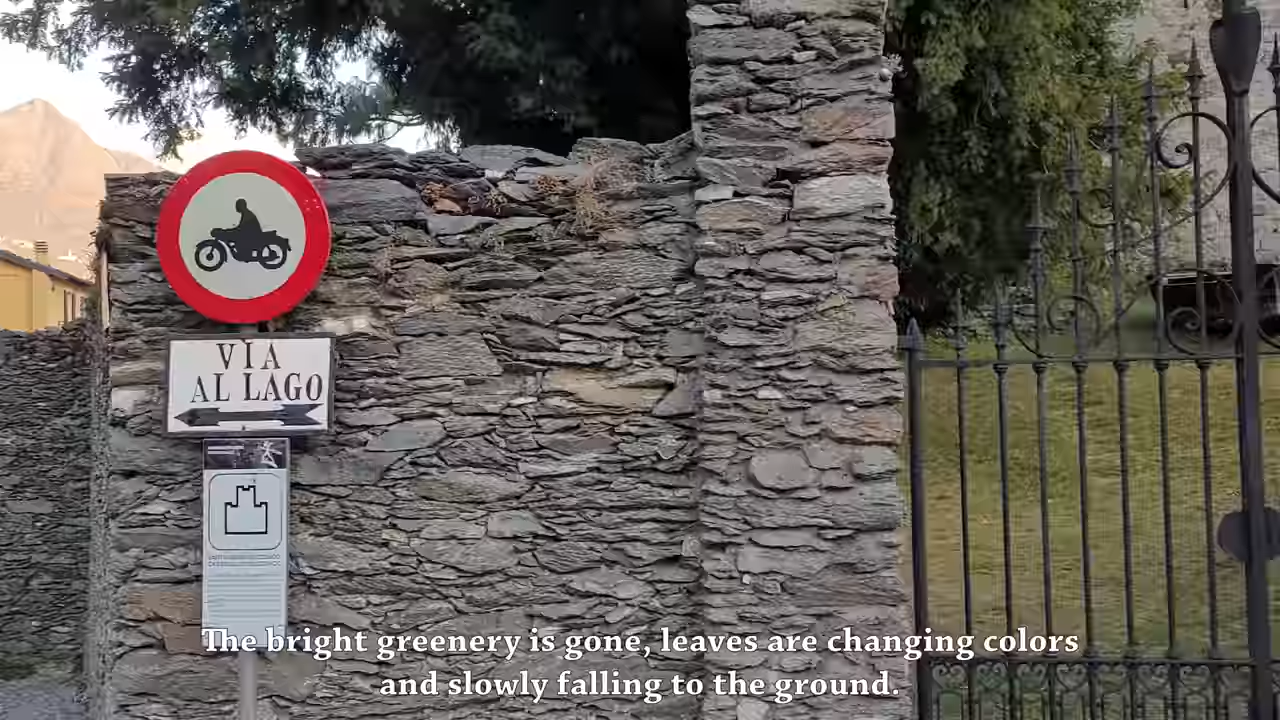 VIA
AL LAGO
The bright greenery is gone, leaves are changing colors
and slowly falling to the ground.